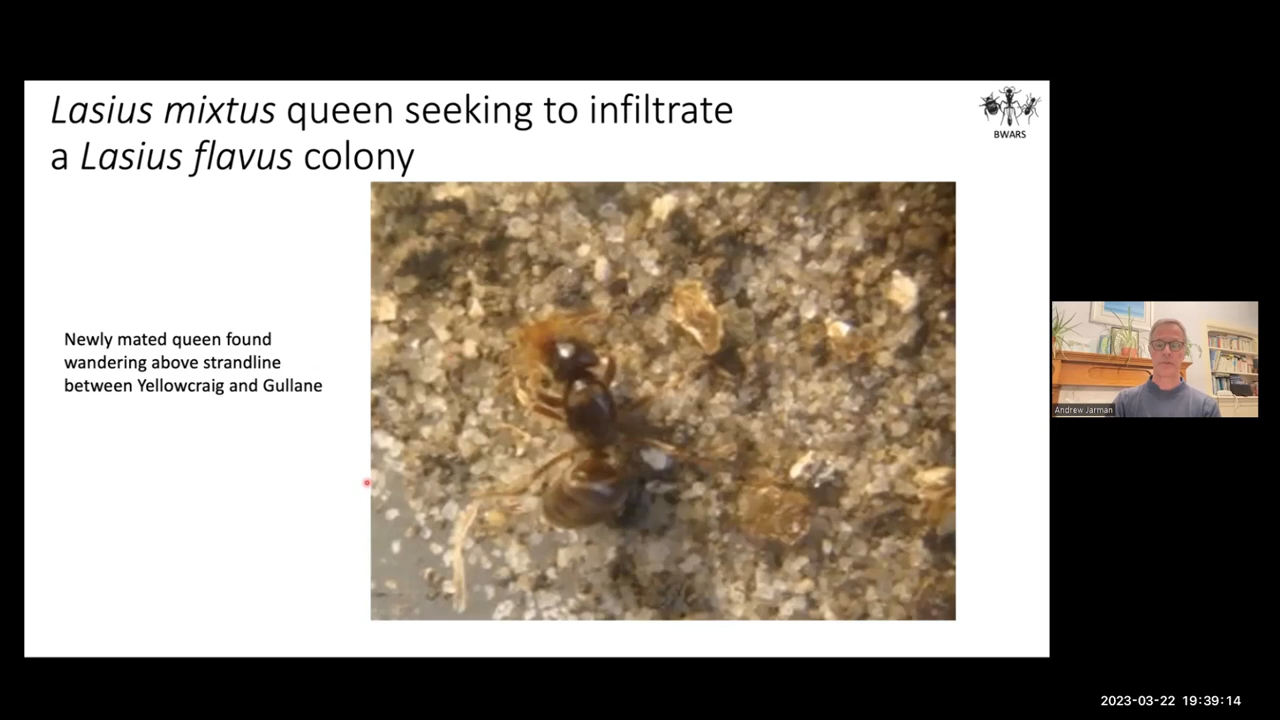 Lasius mixtus queen seeking to infiltrate
a Lasius flavus colony
BWARS
Newly mated queen found
wandering above strandline
between Yellowcraig and Gullane
Andrew Jarman
2023-03-22 19:39:14